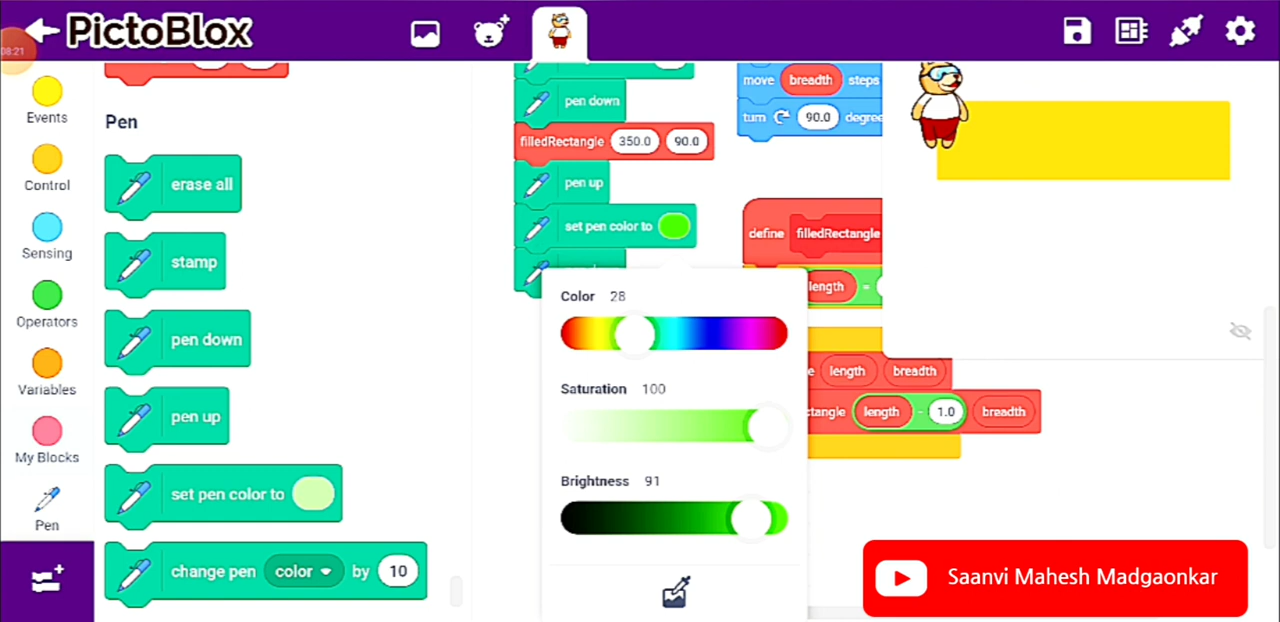 PictoBlox
08:21
Events
Control
Sensing
Operators
Variables
My Blocks
Pen
Pen
erase all
stamp
pen down
pen up
set pen color to
change pen color by 10
pen down
filledRectangle 350.0 90.0
pen up
set pen color to
move breadth steps
turn 90.0 degree
define filledRectangle
length =
length breadth
length - 1.0 breadth
Color 28
Saturation 100
Brightness 91
Saanvi Mahesh Madgaonkar